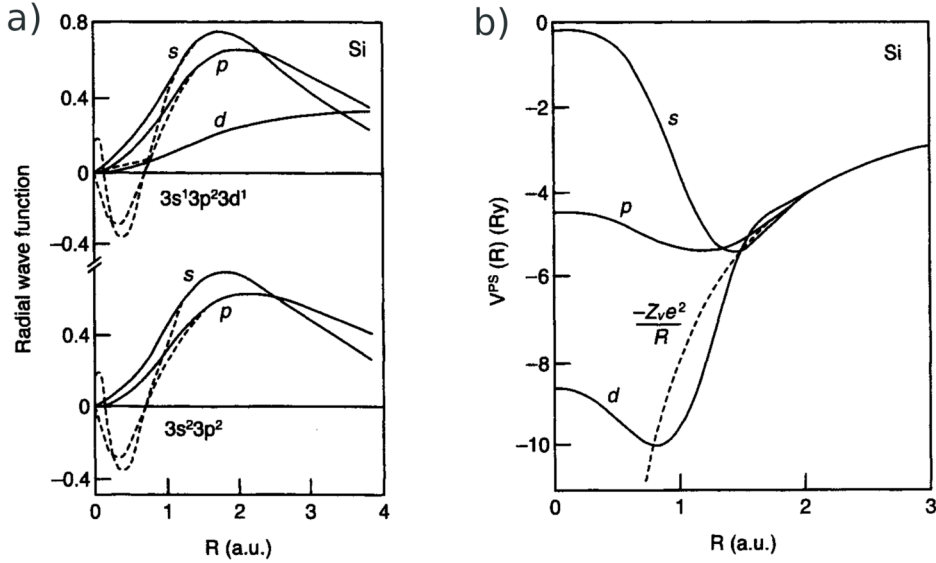 a)
0.8
Si
s
p
0.4
d
0
3s¹3p²3d¹
−0.4
s
p
0.4
0
3s²3p²
−0.4
0 1 2 3 4
R (a.u.)
Radial wave function
b)
0
Si
−2
s
−4
p
−6
−Zᵥe²
R
−8
d
−10
0 1 2 3
R (a.u.)
Vᴾˢ (R) (Ry)